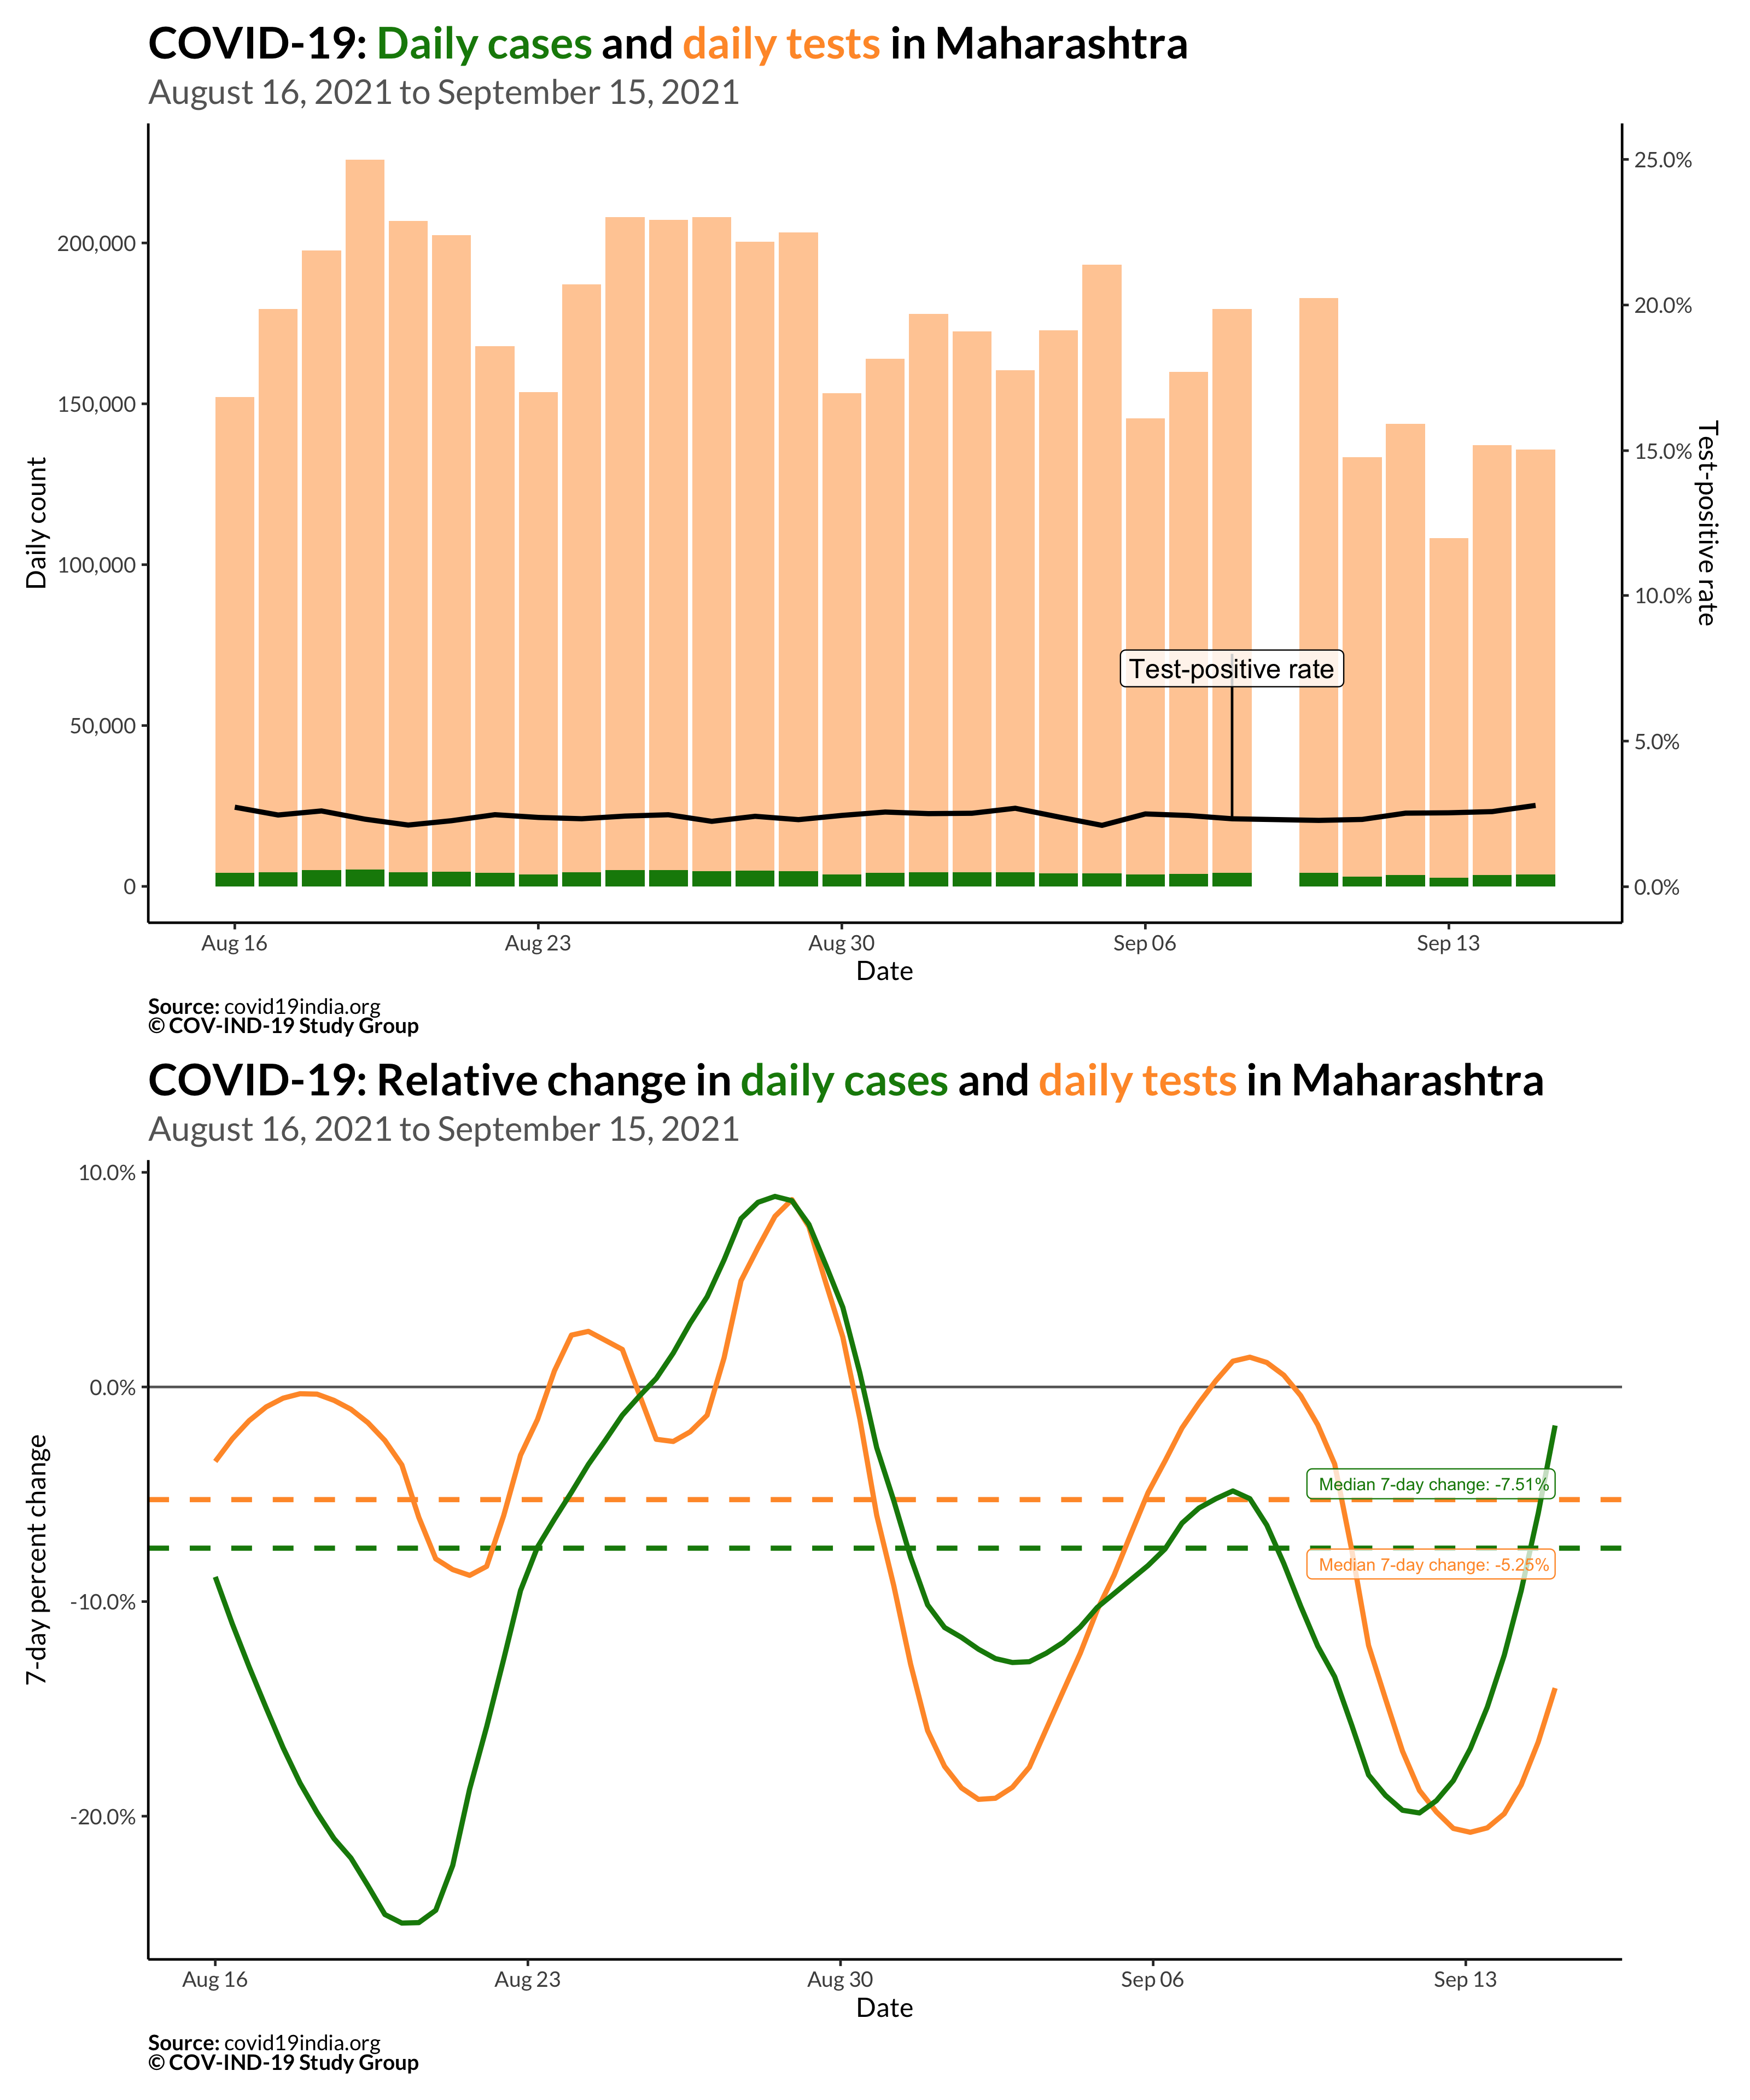 COVID-19: Daily cases and daily tests in Maharashtra
August 16, 2021 to September 15, 2021
Daily count
200,000
150,000
100,000
50,000
0
25.0%
20.0%
15.0%
10.0%
5.0%
0.0%
Test-positive rate
Test-positive rate
Aug 16
Aug 23
Aug 30
Sep 06
Sep 13
Date
Source: covid19india.org
© COV-IND-19 Study Group
COVID-19: Relative change in daily cases and daily tests in Maharashtra
August 16, 2021 to September 15, 2021
7-day percent change
10.0%
0.0%
-10.0%
-20.0%
Median 7-day change: -7.51%
Median 7-day change: -5.25%
Aug 16
Aug 23
Aug 30
Sep 06
Sep 13
Date
Source: covid19india.org
© COV-IND-19 Study Group